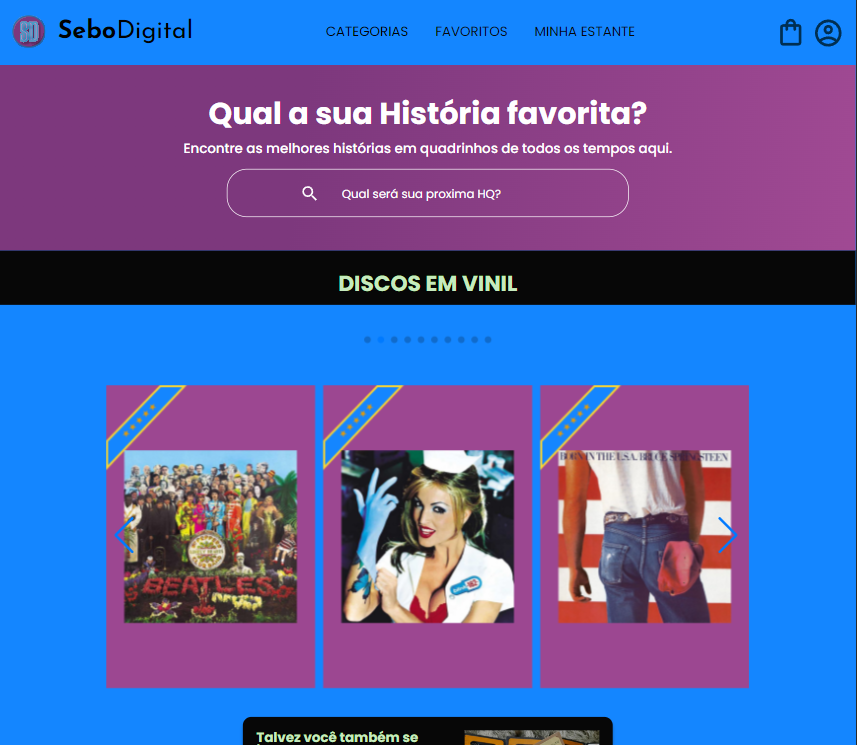 SD SeboDigital
CATEGORIAS FAVORITOS MINHA ESTANTE
Qual a sua História favorita?
Encontre as melhores histórias em quadrinhos de todos os tempos aqui.
Qual será sua proxima HQ?
DISCOS EM VINIL
BEATLES
BORN IN THE U.S.A. BRUCE SPRINGSTEEN
Talvez você também se